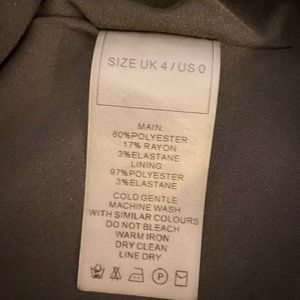 SIZE UK 4 / US 0
MAIN:
80%POLYESTER
17% RAYON
3%ELASTANE
LINING:
97%POLYESTER
3%ELASTANE
COLD GENTLE
MACHINE WASH
WITH SIMILAR COLOURS
DO NOT BLEACH
WARM IRON
DRY CLEAN
LINE DRY